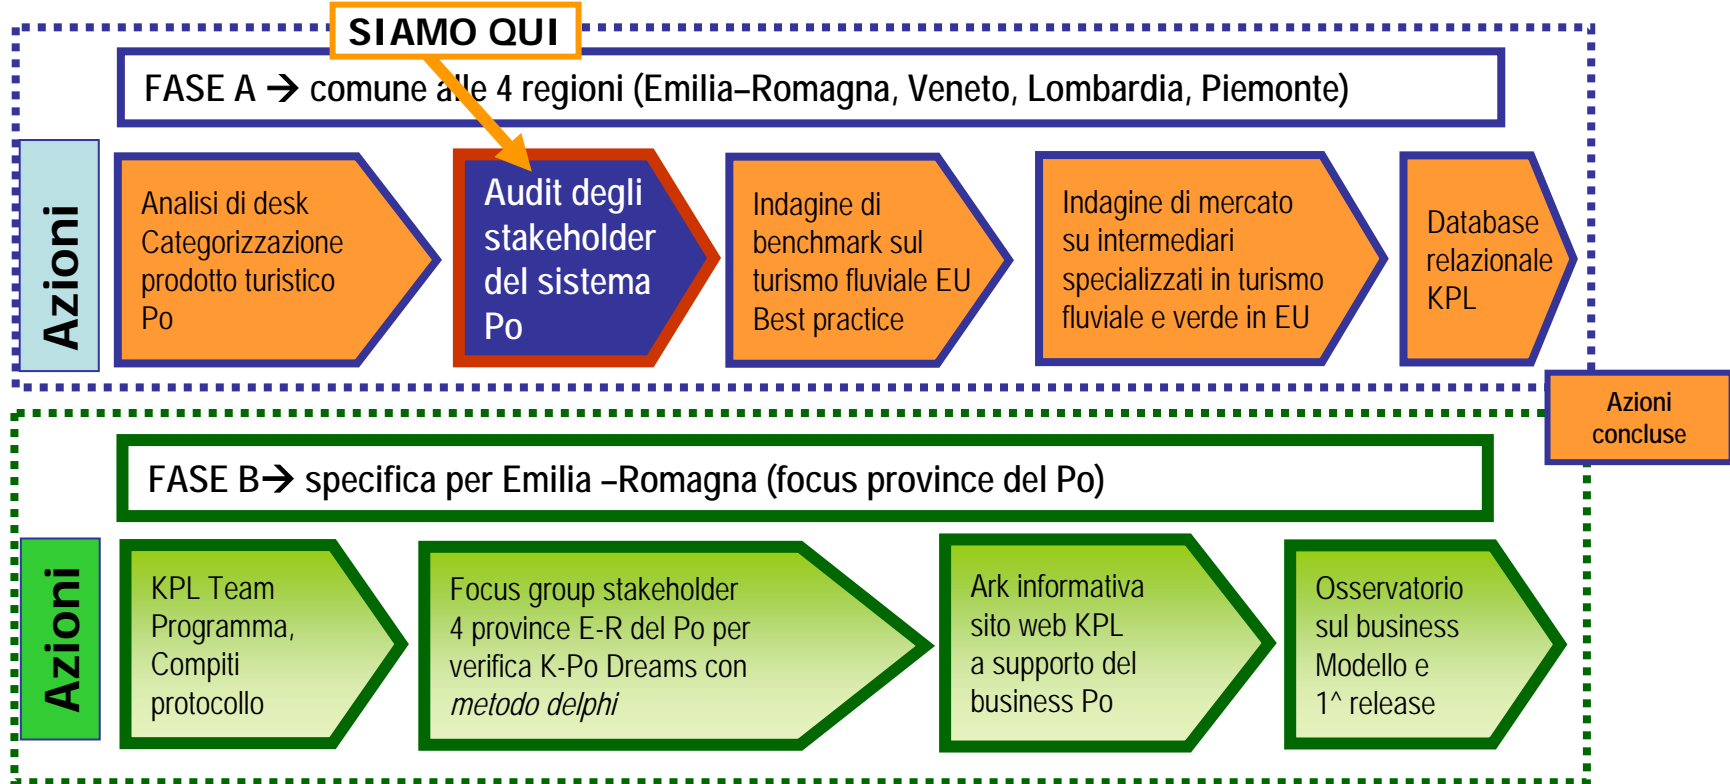 SIAMO QUI
FASE A → comune alle 4 regioni (Emilia–Romagna, Veneto, Lombardia, Piemonte)
Azioni
Analisi di desk
Categorizzazione
prodotto turistico
Po
Audit degli
stakeholder
del sistema
Po
Indagine di
benchmark sul
turismo fluviale EU
Best practice
Indagine di mercato
su intermediari
specializzati in turismo
fluviale e verde in EU
Database
relazionale
KPL
Azioni
concluse
FASE B→ specifica per Emilia –Romagna (focus province del Po)
Azioni
KPL Team
Programma,
Compiti
protocollo
Focus group stakeholder
4 province E-R del Po per
verifica K-Po Dreams con
metodo delphi
Ark informativa
sito web KPL
a supporto del
business Po
Osservatorio
sul business
Modello e
1^ release